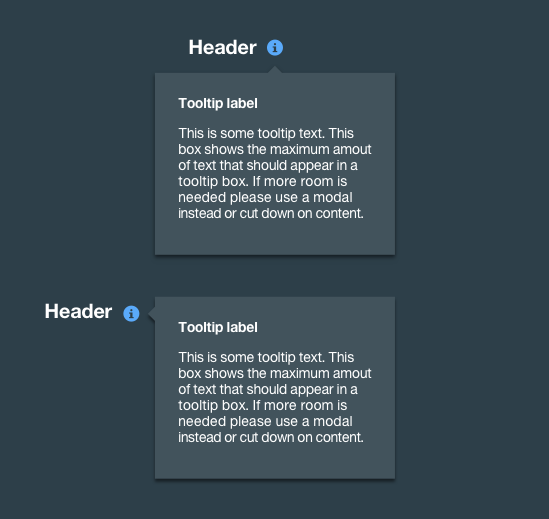 Header
Tooltip label
This is some tooltip text. This
box shows the maximum amout
of text that should appear in a
tooltip box. If more room is
needed please use a modal
instead or cut down on content.
Header
Tooltip label
This is some tooltip text. This
box shows the maximum amout
of text that should appear in a
tooltip box. If more room is
needed please use a modal
instead or cut down on content.